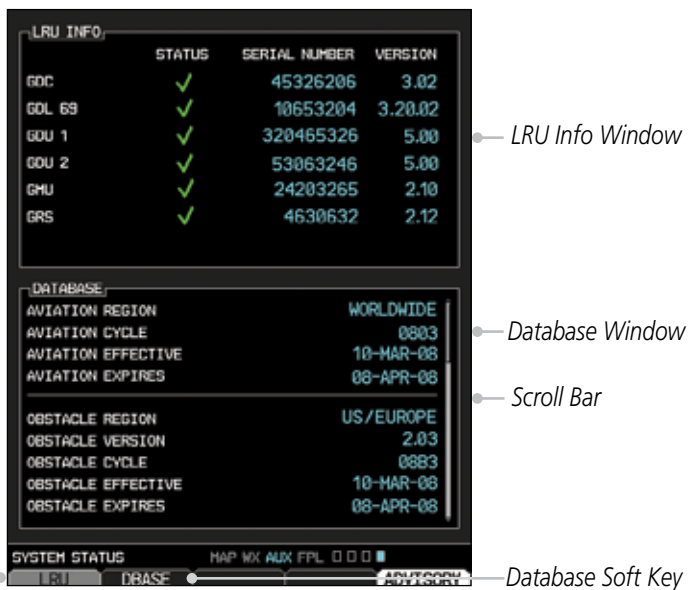 LRU INFO
STATUS SERIAL NUMBER VERSION
GDC 45326206 3.02
GDL 69 10653204 3.20.02
GDU 1 320465326 5.00
GDU 2 53063246 5.00
GMU 24203265 2.10
GRS 4630632 2.12
LRU Info Window
DATABASE
AVIATION REGION WORLDWIDE
AVIATION CYCLE 0803
AVIATION EFFECTIVE 10-MAR-08
AVIATION EXPIRES 08-APR-08
Database Window
Scroll Bar
OBSTACLE REGION US/EUROPE
OBSTACLE VERSION 2.03
OBSTACLE CYCLE 08B3
OBSTACLE EFFECTIVE 10-MAR-08
OBSTACLE EXPIRES 08-APR-08
SYSTEM STATUS MAP WX AUX FPL
LRU DBASE ADVISORY
Database Soft Key